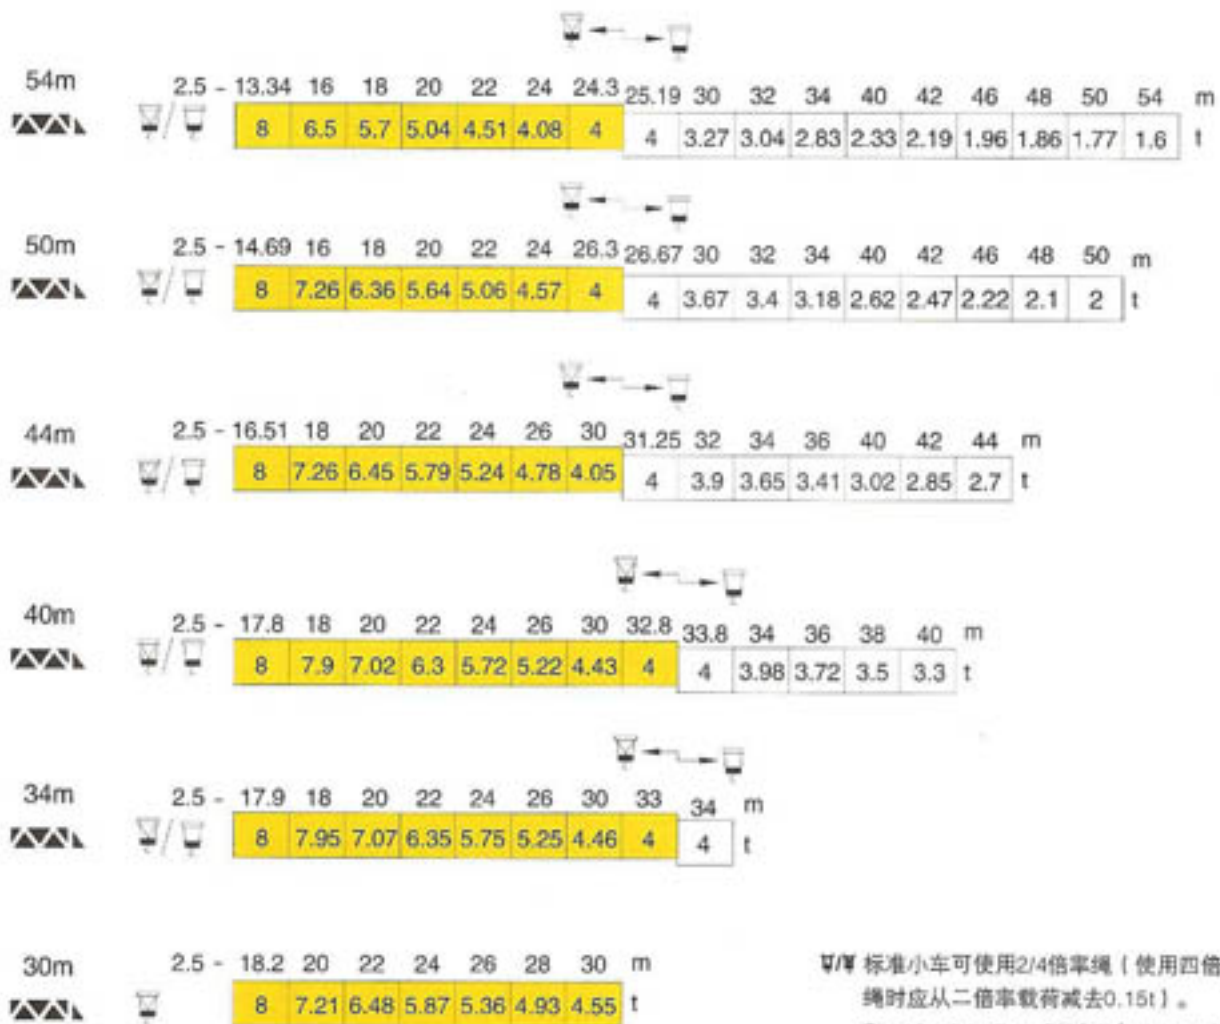 54m
2.5 - 13.34 16 18 20 22 24 24.3 25.19 30 32 34 40 42 46 48 50 54 m
8 6.5 5.7 5.04 4.51 4.08 4 4 3.27 3.04 2.83 2.33 2.19 1.96 1.86 1.77 1.6 t
50m
2.5 - 14.69 16 18 20 22 24 26.3 26.67 30 32 34 40 42 46 48 50 m
8 7.26 6.36 5.64 5.06 4.57 4 4 3.67 3.4 3.18 2.62 2.47 2.22 2.1 2 t
44m
2.5 - 16.51 18 20 22 24 26 30 31.25 32 34 36 40 42 44 m
8 7.26 6.45 5.79 5.24 4.78 4.05 4 3.9 3.65 3.41 3.02 2.85 2.7 t
40m
2.5 - 17.8 18 20 22 24 26 30 32.8 33.8 34 36 38 40 m
8 7.9 7.02 6.3 5.72 5.22 4.43 4 4 3.98 3.72 3.5 3.3 t
34m
2.5 - 17.9 18 20 22 24 26 30 33 34 m
8 7.95 7.07 6.35 5.75 5.25 4.46 4 4 t
30m
2.5 - 18.2 20 22 24 26 28 30 m
8 7.21 6.48 5.87 5.36 4.93 4.55 t
标准小车可使用2/4倍率绳（使用四倍
绳时应从二倍率载荷减去0.15t）。